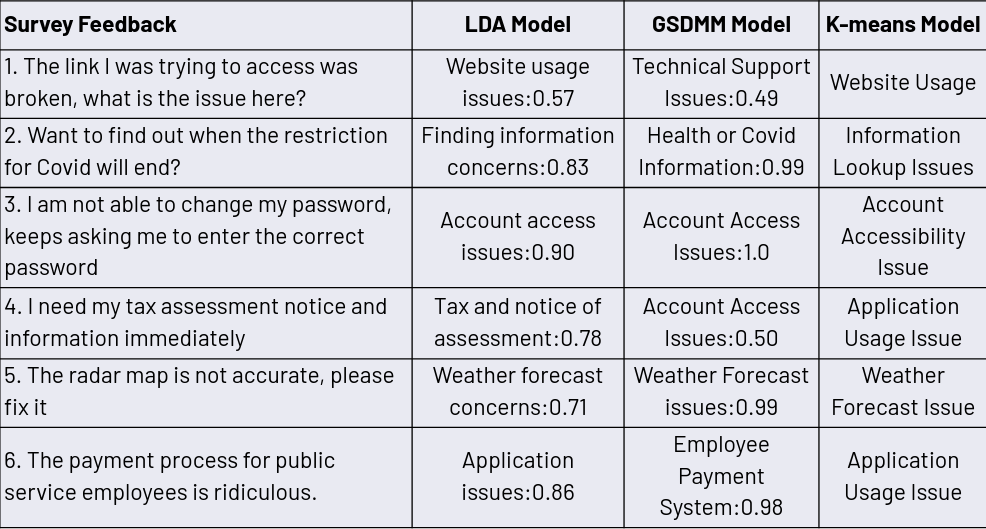 Survey Feedback
LDA Model
GSDMM Model
K-means Model
1. The link I was trying to access was
broken, what is the issue here?
Website usage
issues:0.57
Technical Support
Issues:0.49
Website Usage
2. Want to find out when the restriction
for Covid will end?
Finding information
concerns:0.83
Health or Covid
Information:0.99
Information
Lookup Issues
3. I am not able to change my password,
keeps asking me to enter the correct
password
Account access
issues:0.90
Account Access
Issues:1.0
Account
Accessibility
Issue
4. I need my tax assessment notice and
information immediately
Tax and notice of
assessment:0.78
Account Access
Issues:0.50
Application
Usage Issue
5. The radar map is not accurate, please
fix it
Weather forecast
concerns:0.71
Weather Forecast
issues:0.99
Weather
Forecast Issue
6. The payment process for public
service employees is ridiculous.
Application
issues:0.86
Employee
Payment
System:0.98
Application
Usage Issue